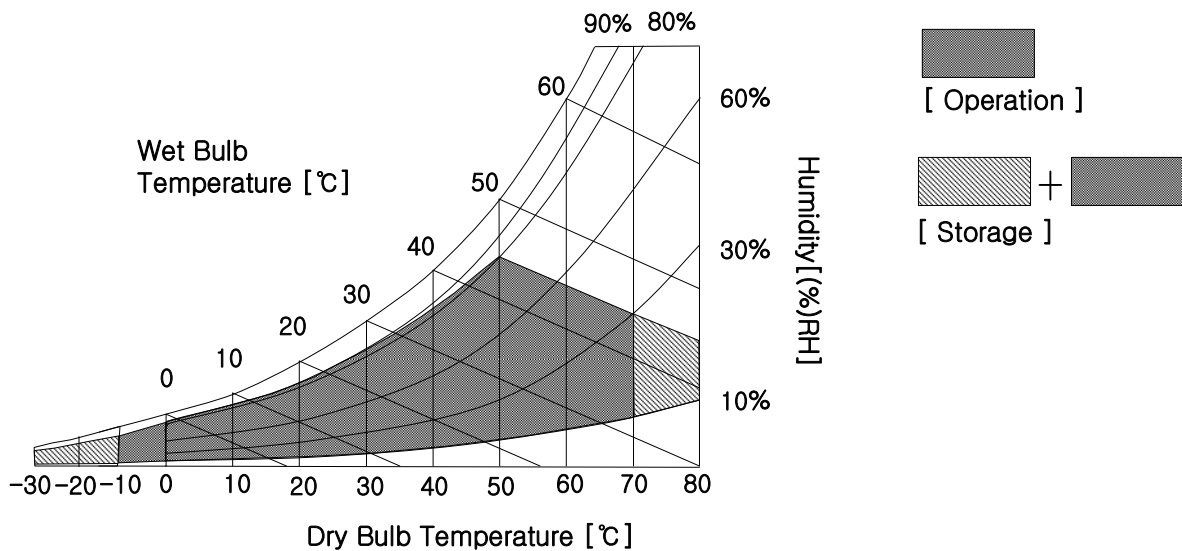 90% 80%
60
60%
[ Operation ]
Wet Bulb
Temperature [℃]
50
40
30%
Humidity[(%)RH]
[ Storage ]
+
30
20
10
0
10%
-30 -20 -10 0 10 20 30 40 50 60 70 80
Dry Bulb Temperature [℃]